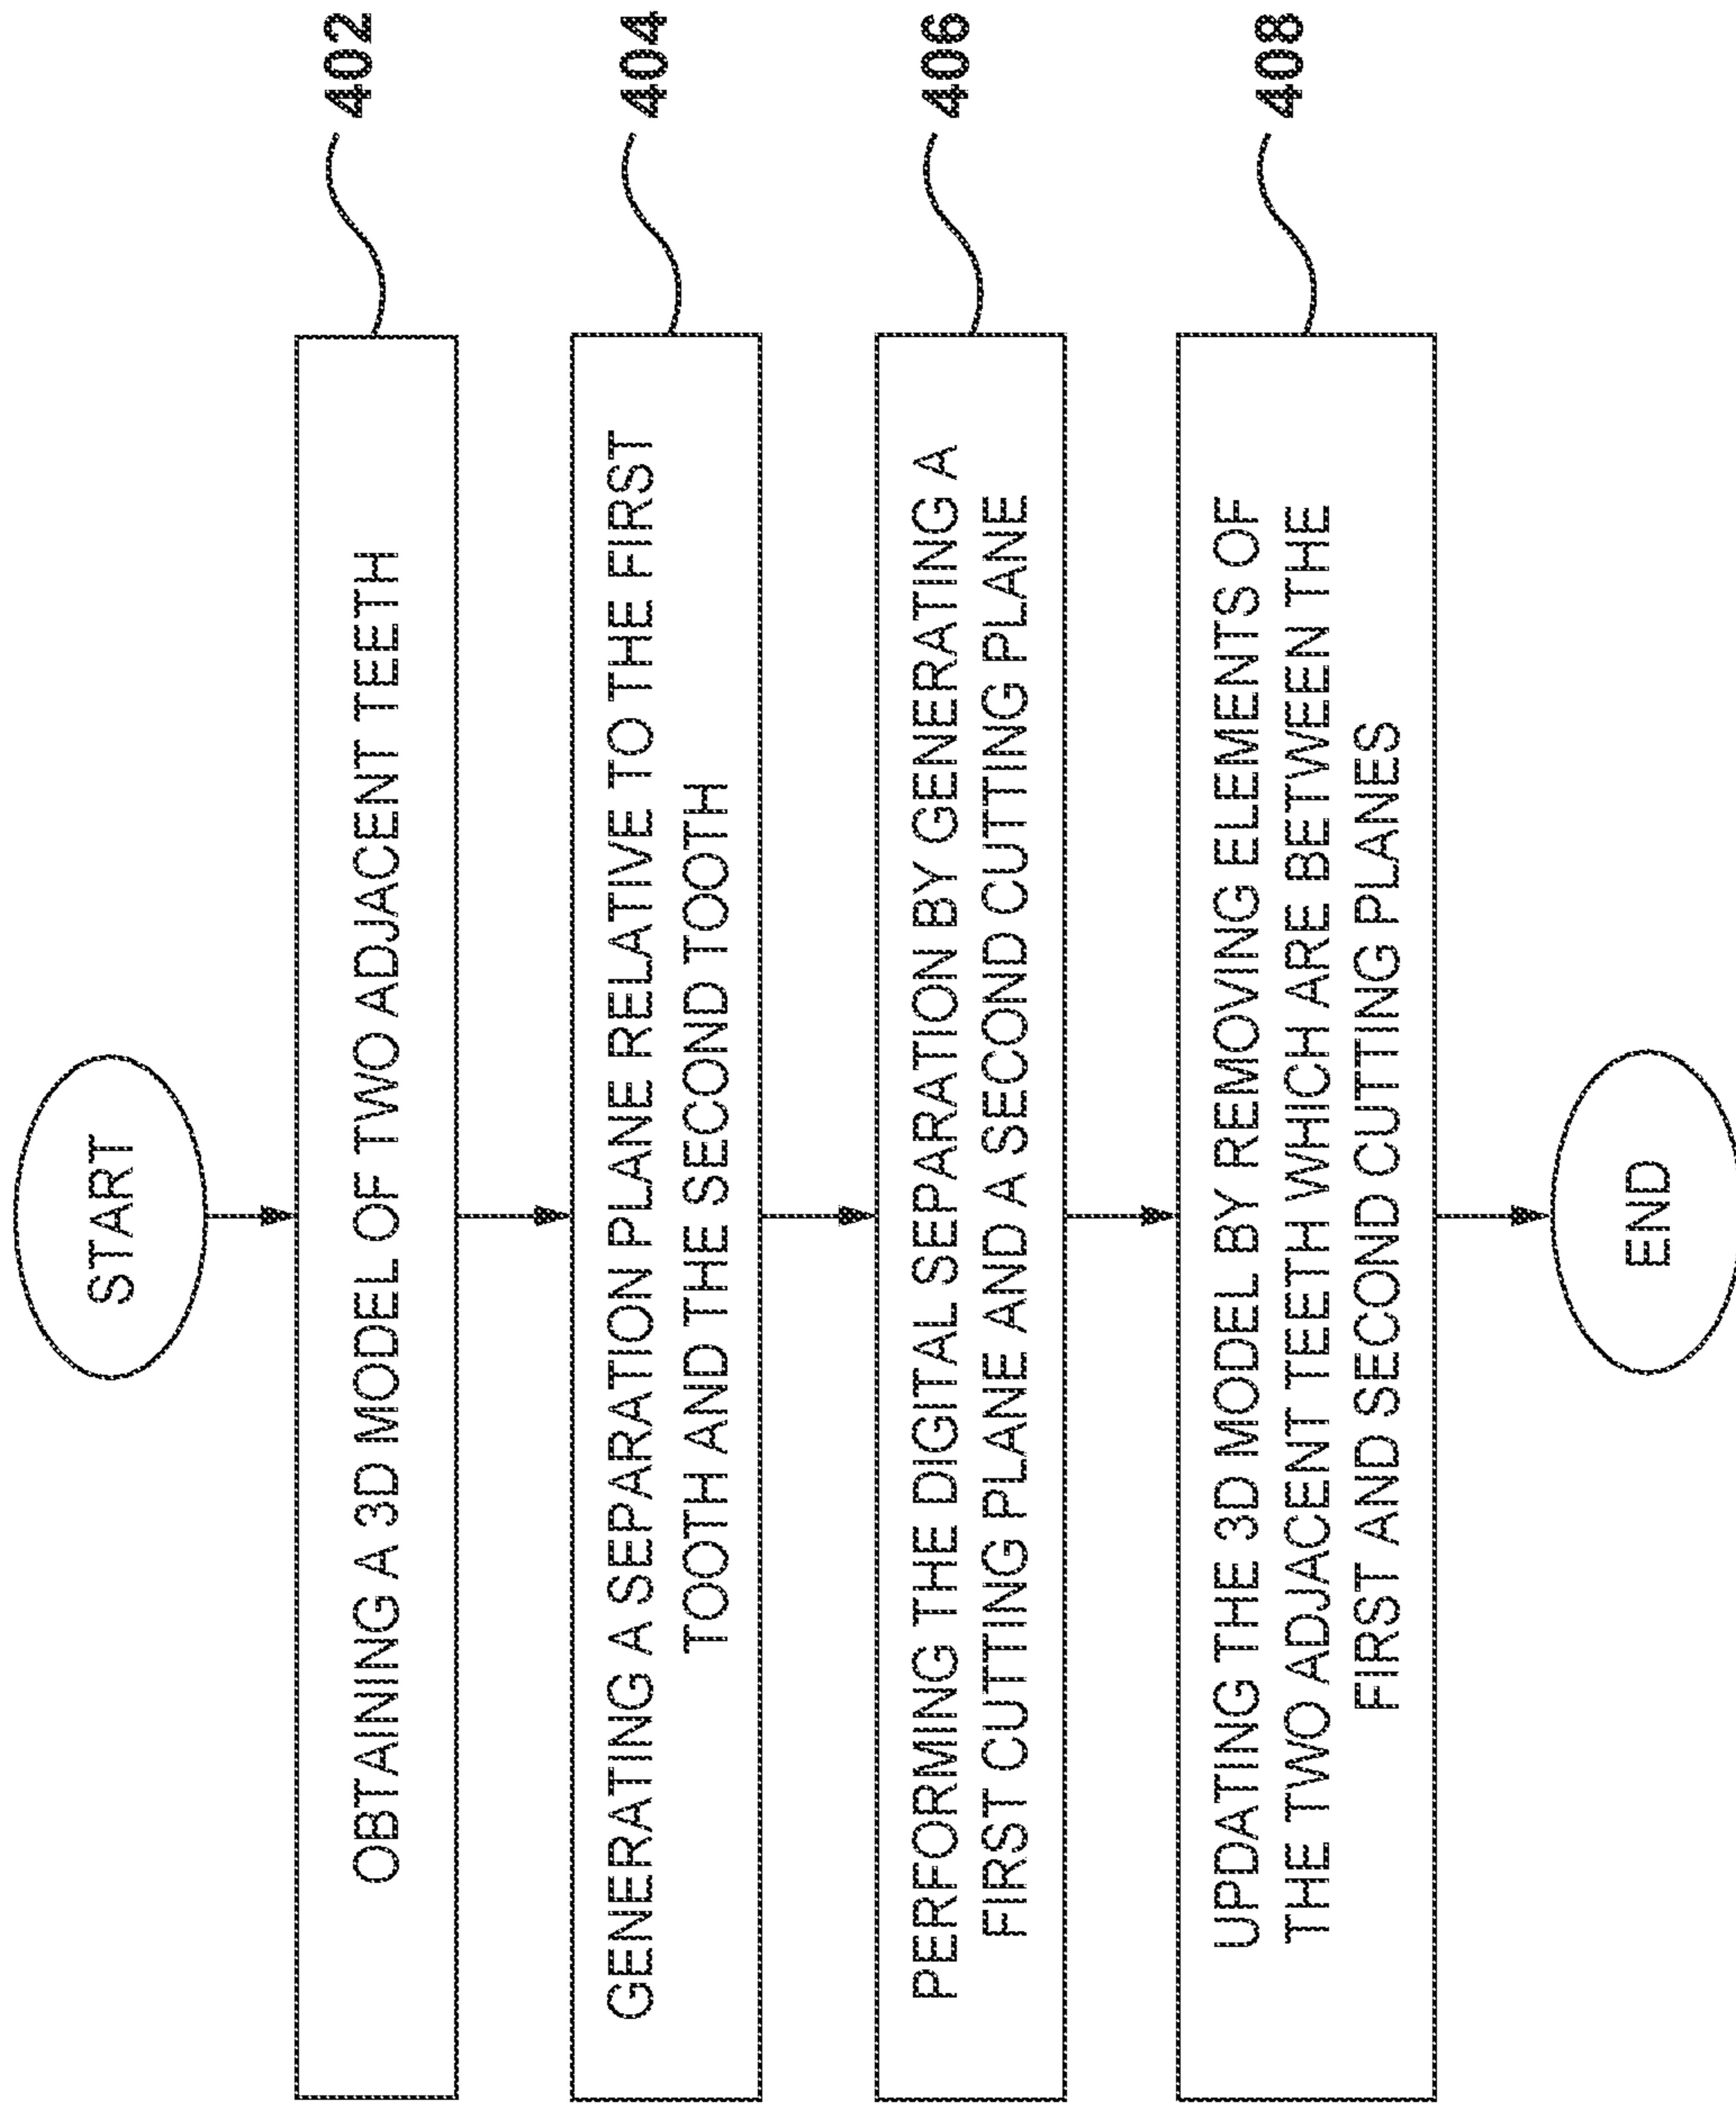 START
OBTAINING A 3D MODEL OF TWO ADJACENT TEETH
402
GENERATING A SEPARATION PLANE RELATIVE TO THE FIRST
TOOTH AND THE SECOND TOOTH
404
PERFORMING THE DIGITAL SEPARATION BY GENERATING A
FIRST CUTTING PLANE AND A SECOND CUTTING PLANE
406
UPDATING THE 3D MODEL BY REMOVING ELEMENTS OF
THE TWO ADJACENT TEETH WHICH ARE BETWEEN THE
FIRST AND SECOND CUTTING PLANES
408
END